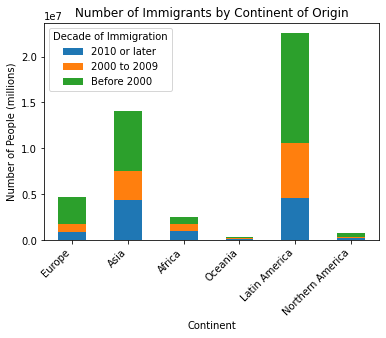 Number of Immigrants by Continent of Origin
1e7
Decade of Immigration
2010 or later
2000 to 2009
Before 2000
Number of People (millions)
2.0
1.5
1.0
0.5
0.0
Europe
Asia
Africa
Oceania
Latin America
Northern America
Continent